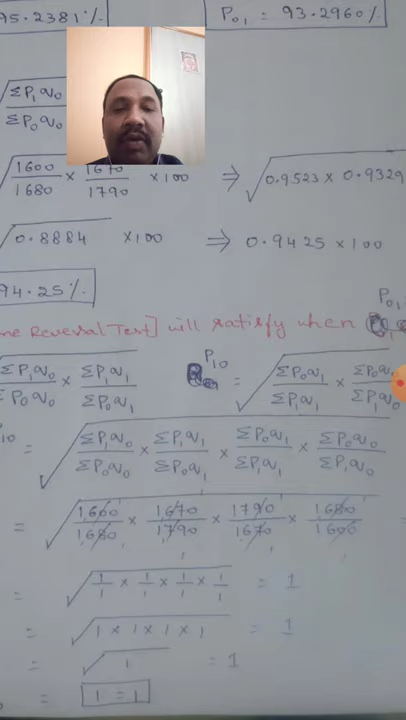 95.2381% P01 = 93.2960%
√ΣP1q0
ΣP0q0
√1600/1680 × 1670/1790 ×100 ⇒ √0.9523 × 0.9329
√0.8884 ×100 ⇒ 0.9425 ×100
94.25%
P01
me Reversal Test] will satisfy when
ΣP1q0/ΣP0q0 × ΣP1q1/ΣP0q1 P10 = √ΣP0q1/ΣP1q1 × ΣP0q0/ΣP1q0
10 = √ΣP1q0/ΣP0q0 × ΣP1q1/ΣP0q1 × ΣP0q1/ΣP1q1 × ΣP0q0/ΣP1q0
= √1600/1680 × 1670/1790 × 1790/1670 × 1680/1600 =
= √1/1 × 1/1 × 1/1 × 1/1 = 1
= √1 × 1 × 1 × 1 = 1
= √1 = 1
= 1 = 1